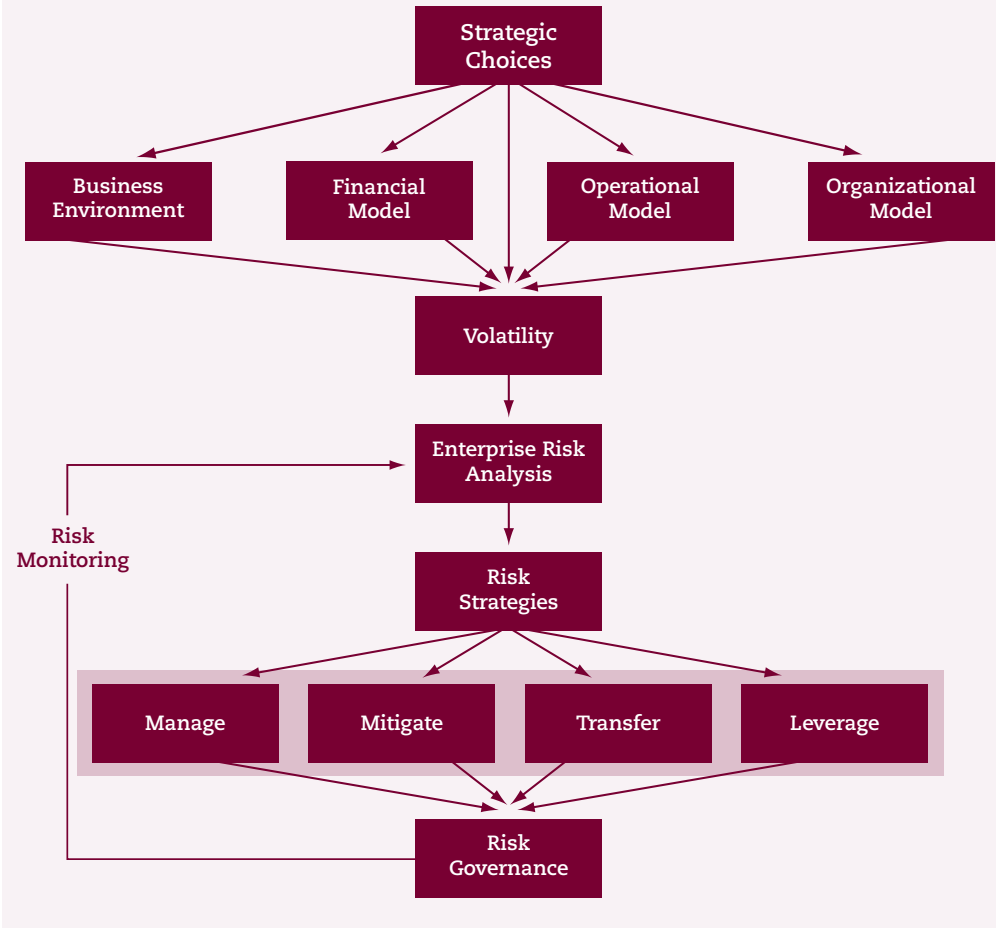 Strategic
Choices
Business
Environment
Financial
Model
Operational
Model
Organizational
Model
Volatility
Enterprise Risk
Analysis
Risk
Monitoring
Risk
Strategies
Manage
Mitigate
Transfer
Leverage
Risk
Governance